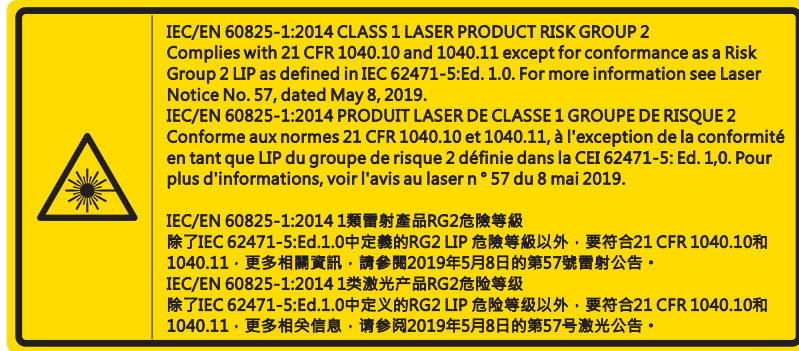 IEC/EN 60825-1:2014 CLASS 1 LASER PRODUCT RISK GROUP 2
Complies with 21 CFR 1040.10 and 1040.11 except for conformance as a Risk
Group 2 LIP as defined in IEC 62471-5:Ed. 1.0. For more information see Laser
Notice No. 57, dated May 8, 2019.
IEC/EN 60825-1:2014 PRODUIT LASER DE CLASSE 1 GROUPE DE RISQUE 2
Conforme aux normes 21 CFR 1040.10 et 1040.11, à l'exception de la conformité
en tant que LIP du groupe de risque 2 définie dans la CEI 62471-5: Ed. 1,0. Pour
plus d'informations, voir l'avis au laser n ° 57 du 8 mai 2019.
IEC/EN 60825-1:2014 1類雷射產品RG2危險等級
除了IEC 62471-5:Ed.1.0中定義的RG2 LIP 危險等級以外，要符合21 CFR 1040.10和
1040.11，更多相關資訊，請參閱2019年5月8日的第57號雷射公告。
IEC/EN 60825-1:2014 1类激光产品RG2危险等级
除了IEC 62471-5:Ed.1.0中定义的RG2 LIP 危险等级以外，要符合21 CFR 1040.10和
1040.11，更多相关信息，请参阅2019年5月8日的第57号激光公告。